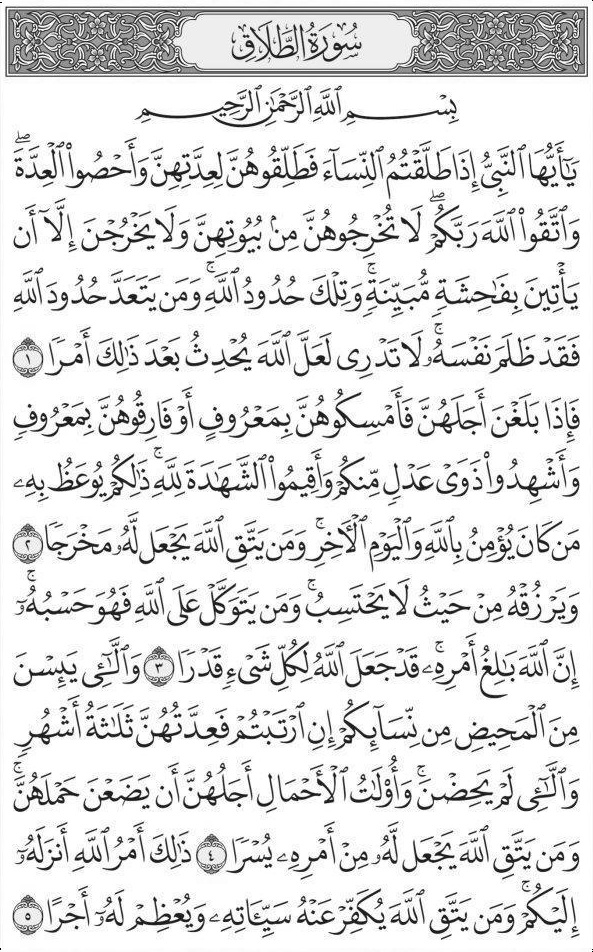 سُورَةُ الطَّلَاقِ
بِسْمِ ٱللَّهِ ٱلرَّحْمَٰنِ ٱلرَّحِيمِ
يَٰٓأَيُّهَا ٱلنَّبِىُّ إِذَا طَلَّقْتُمُ ٱلنِّسَآءَ فَطَلِّقُوهُنَّ لِعِدَّتِهِنَّ وَأَحْصُوا۟ ٱلْعِدَّةَ ۖ
وَٱتَّقُوا۟ ٱللَّهَ رَبَّكُمْ ۖ لَا تُخْرِجُوهُنَّ مِنۢ بُيُوتِهِنَّ وَلَا يَخْرُجْنَ إِلَّآ أَن
يَأْتِينَ بِفَٰحِشَةٍ مُّبَيِّنَةٍ ۚ وَتِلْكَ حُدُودُ ٱللَّهِ ۚ وَمَن يَتَعَدَّ حُدُودَ ٱللَّهِ
فَقَدْ ظَلَمَ نَفْسَهُۥ ۚ لَا تَدْرِى لَعَلَّ ٱللَّهَ يُحْدِثُ بَعْدَ ذَٰلِكَ أَمْرًا ١
فَإِذَا بَلَغْنَ أَجَلَهُنَّ فَأَمْسِكُوهُنَّ بِمَعْرُوفٍ أَوْ فَارِقُوهُنَّ بِمَعْرُوفٍ
وَأَشْهِدُوا۟ ذَوَىْ عَدْلٍ مِّنكُمْ وَأَقِيمُوا۟ ٱلشَّهَٰدَةَ لِلَّهِ ۚ ذَٰلِكُمْ يُوعَظُ بِهِۦ
مَن كَانَ يُؤْمِنُ بِٱللَّهِ وَٱلْيَوْمِ ٱلْءَاخِرِ ۚ وَمَن يَتَّقِ ٱللَّهَ يَجْعَل لَّهُۥ مَخْرَجًا ٢
وَيَرْزُقْهُ مِنْ حَيْثُ لَا يَحْتَسِبُ ۚ وَمَن يَتَوَكَّلْ عَلَى ٱللَّهِ فَهُوَ حَسْبُهُۥٓ ۚ
إِنَّ ٱللَّهَ بَٰلِغُ أَمْرِهِۦ ۚ قَدْ جَعَلَ ٱللَّهُ لِكُلِّ شَىْءٍ قَدْرًا ٣ وَٱلَّٰٓـِٔى يَئِسْنَ
مِنَ ٱلْمَحِيضِ مِن نِّسَآئِكُمْ إِنِ ٱرْتَبْتُمْ فَعِدَّتُهُنَّ ثَلَٰثَةُ أَشْهُرٍ
وَٱلَّٰٓـِٔى لَمْ يَحِضْنَ ۚ وَأُو۟لَٰتُ ٱلْأَحْمَالِ أَجَلُهُنَّ أَن يَضَعْنَ حَمْلَهُنَّ ۚ
وَمَن يَتَّقِ ٱللَّهَ يَجْعَل لَّهُۥ مِنْ أَمْرِهِۦ يُسْرًا ٤ ذَٰلِكَ أَمْرُ ٱللَّهِ أَنزَلَهُۥٓ
إِلَيْكُمْ ۚ وَمَن يَتَّقِ ٱللَّهَ يُكَفِّرْ عَنْهُ سَيِّـَٔاتِهِۦ وَيُعْظِمْ لَهُۥٓ أَجْرًا ٥